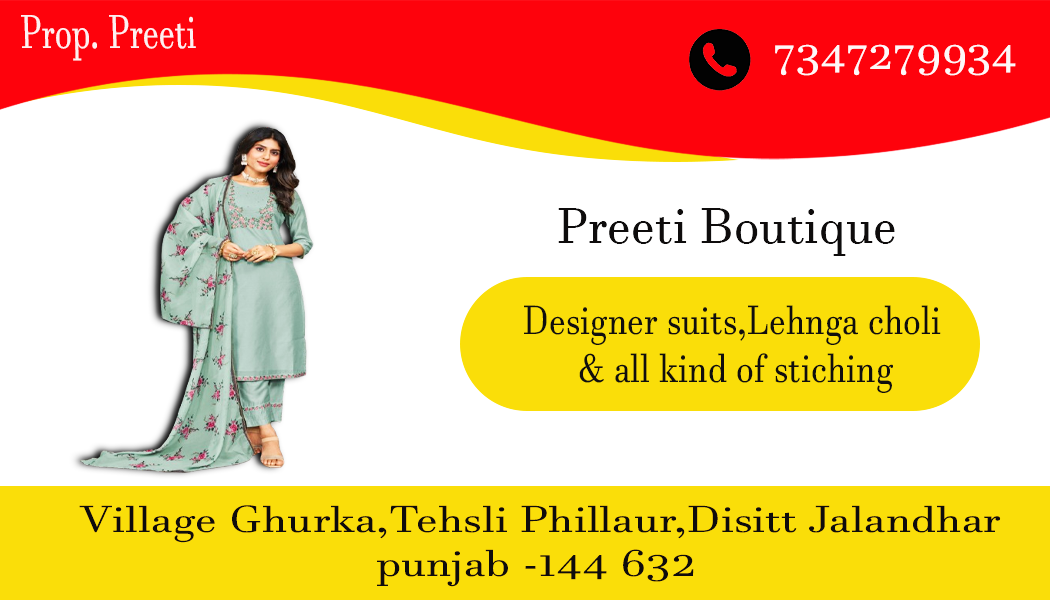 Prop. Preeti
7347279934
Preeti Boutique
Designer suits,Lehnga choli
& all kind of stiching
Village Ghurka,Tehsli Phillaur,Disitt Jalandhar
punjab -144 632